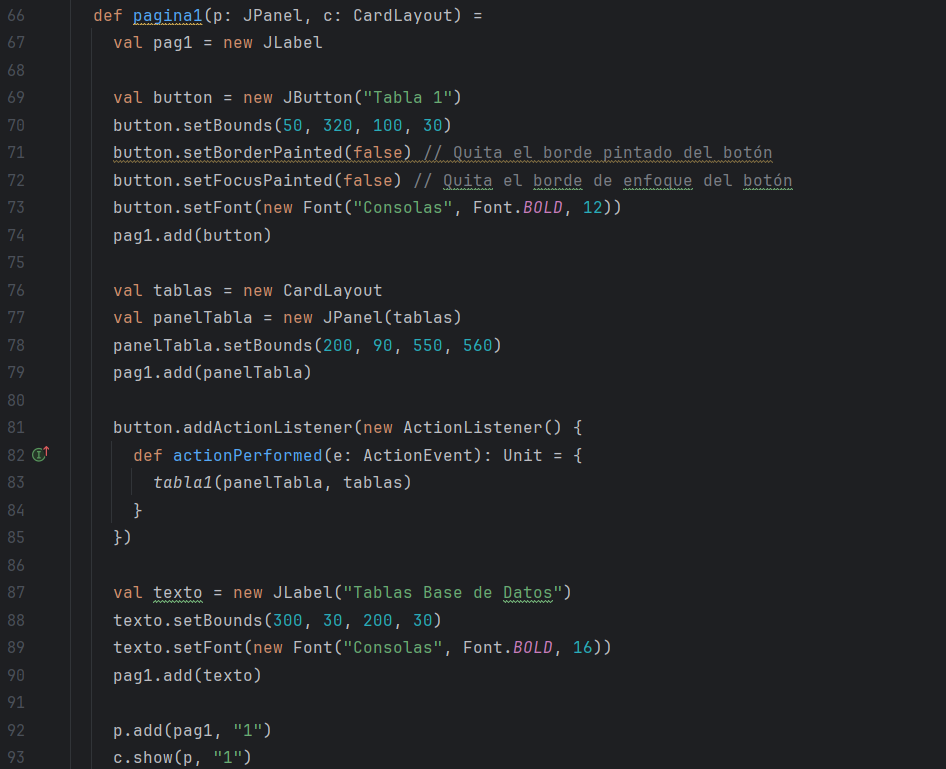 66 def pagina1(p: JPanel, c: CardLayout) =
67 val pag1 = new JLabel
68
69 val button = new JButton("Tabla 1")
70 button.setBounds(50, 320, 100, 30)
71 button.setBorderPainted(false) // Quita el borde pintado del botón
72 button.setFocusPainted(false) // Quita el borde de enfoque del botón
73 button.setFont(new Font("Consolas", Font.BOLD, 12))
74 pag1.add(button)
75
76 val tablas = new CardLayout
77 val panelTabla = new JPanel(tablas)
78 panelTabla.setBounds(200, 90, 550, 560)
79 pag1.add(panelTabla)
80
81 button.addActionListener(new ActionListener() {
82 def actionPerformed(e: ActionEvent): Unit = {
83 tabla1(panelTabla, tablas)
84 }
85 })
86
87 val texto = new JLabel("Tablas Base de Datos")
88 texto.setBounds(300, 30, 200, 30)
89 texto.setFont(new Font("Consolas", Font.BOLD, 16))
90 pag1.add(texto)
91
92 p.add(pag1, "1")
93 c.show(p, "1")